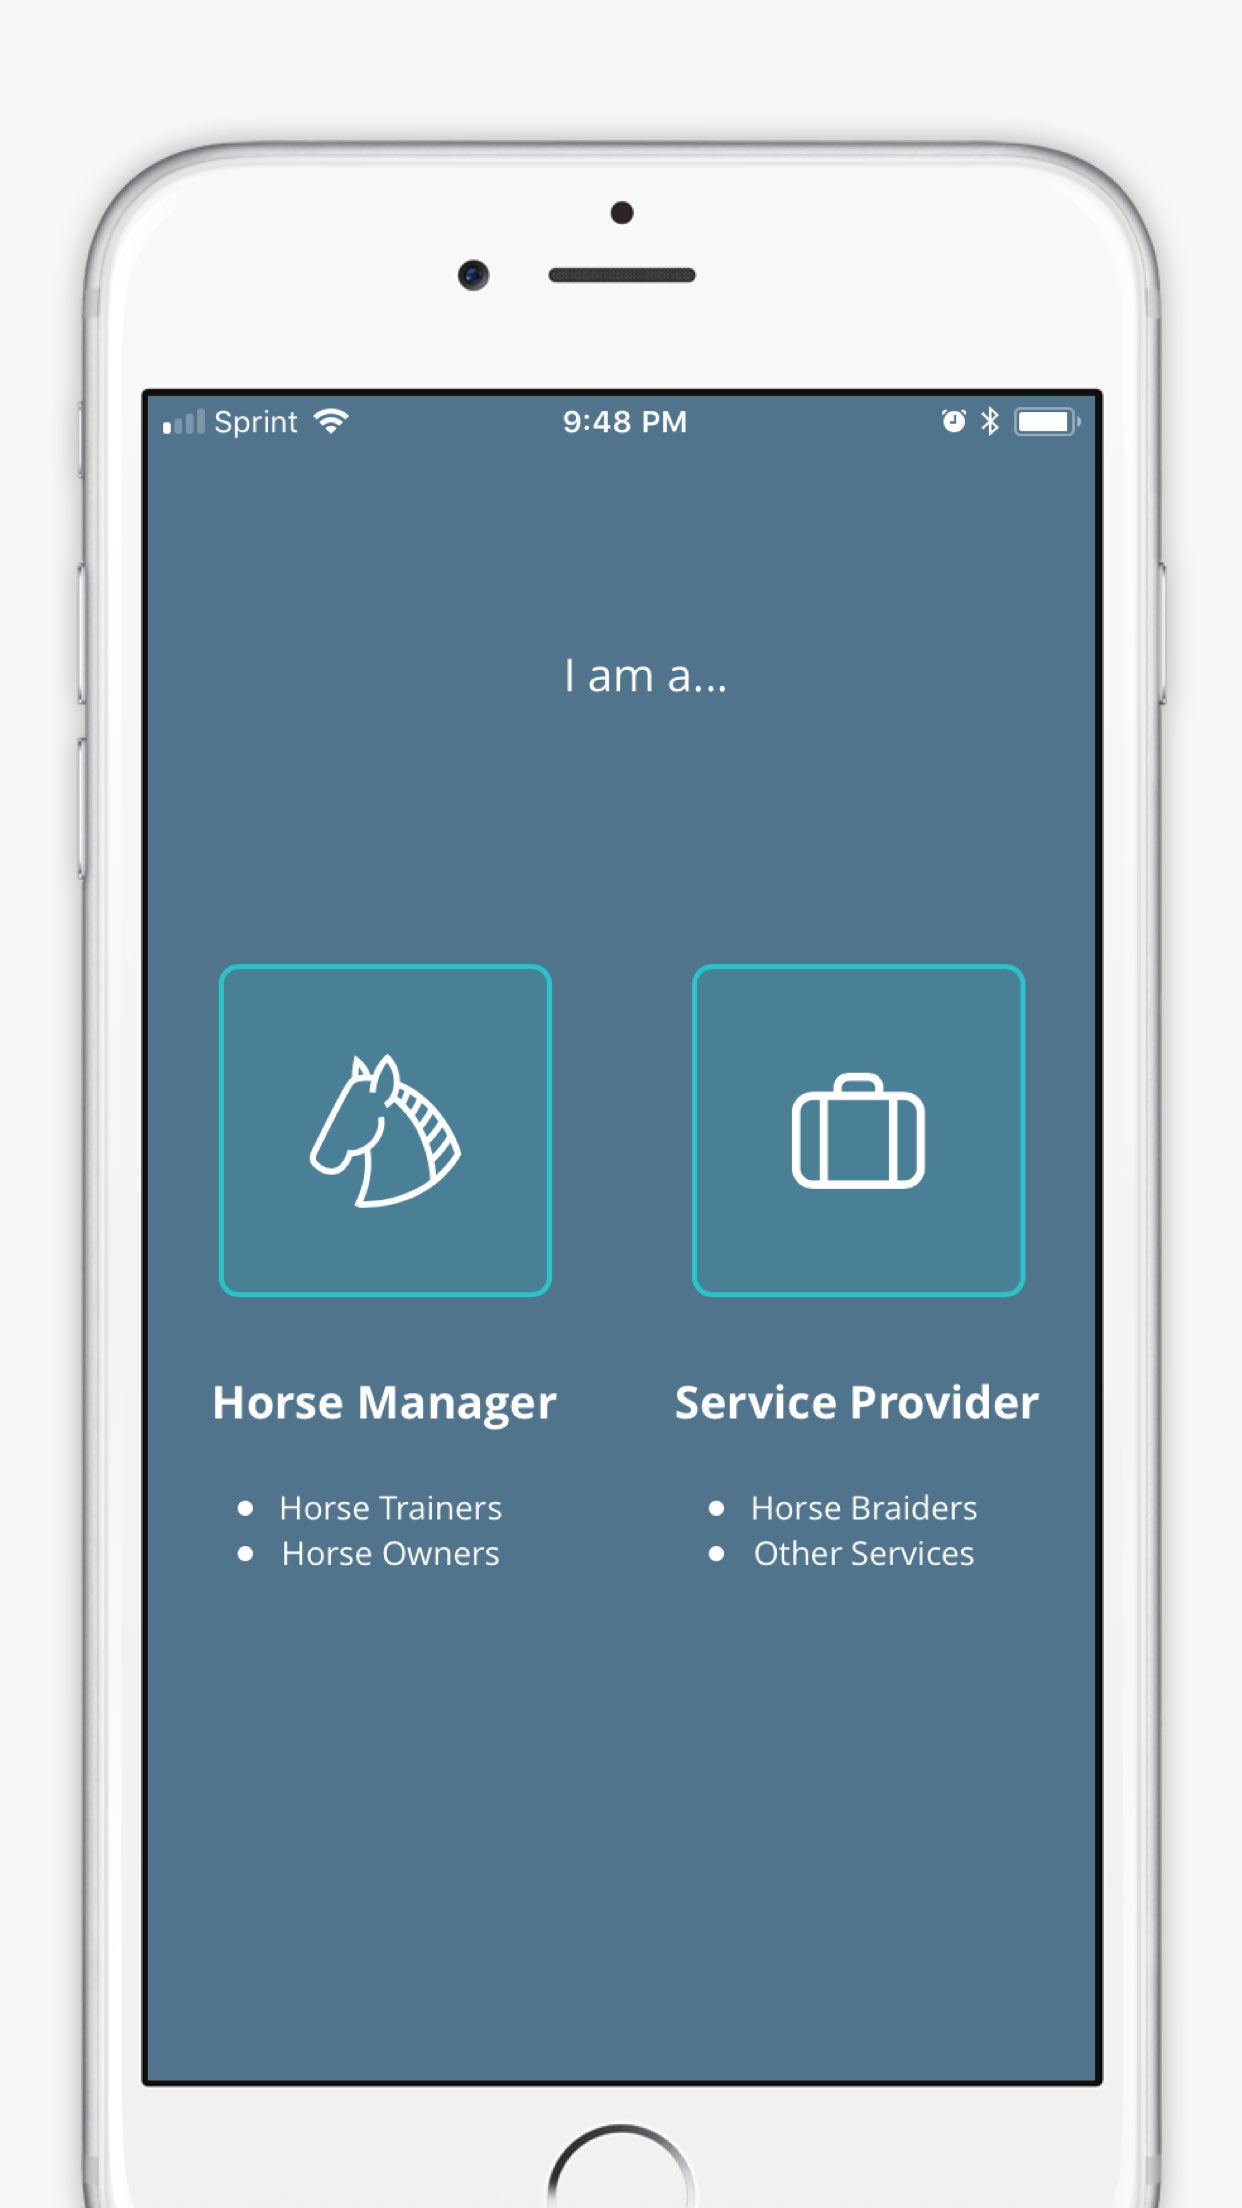 Sprint 9:48 PM
I am a...
Horse Manager
• Horse Trainers
• Horse Owners
Service Provider
• Horse Braiders
• Other Services